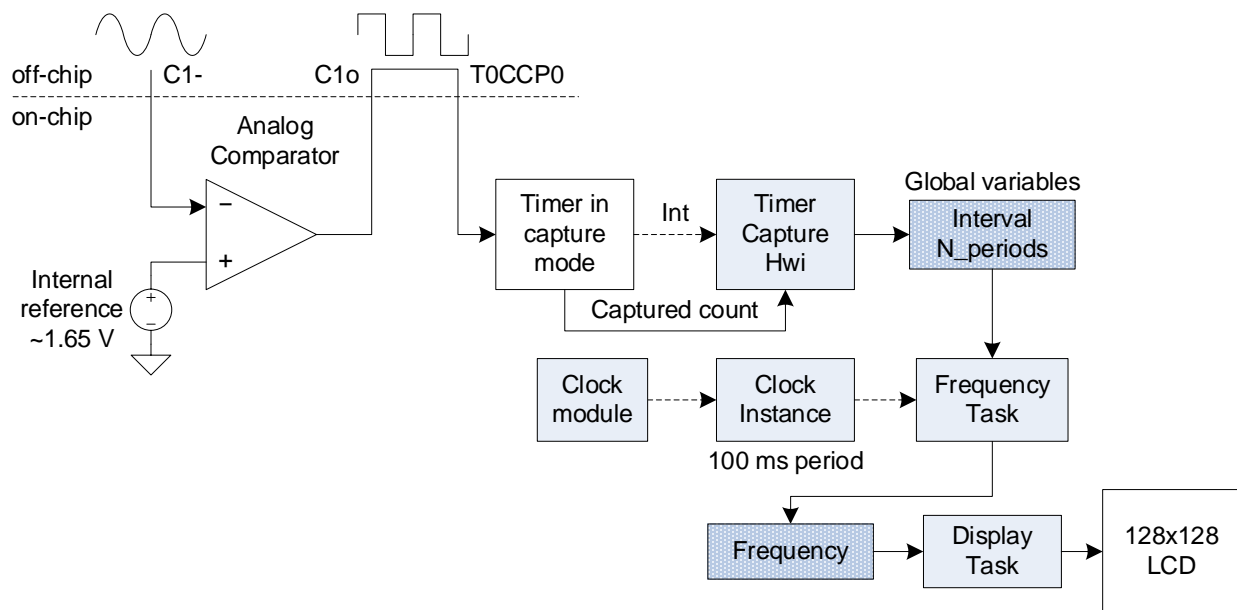 off-chip
C1-
C1o
T0CCP0
on-chip
Analog
Comparator
−
+
Internal
reference
~1.65 V
+
−
Timer in
capture
mode
Int
Timer
Capture
Hwi
Captured count
Global variables
Interval
N_periods
Clock
module
Clock
Instance
100 ms period
Frequency
Task
Frequency
Display
Task
128x128
LCD